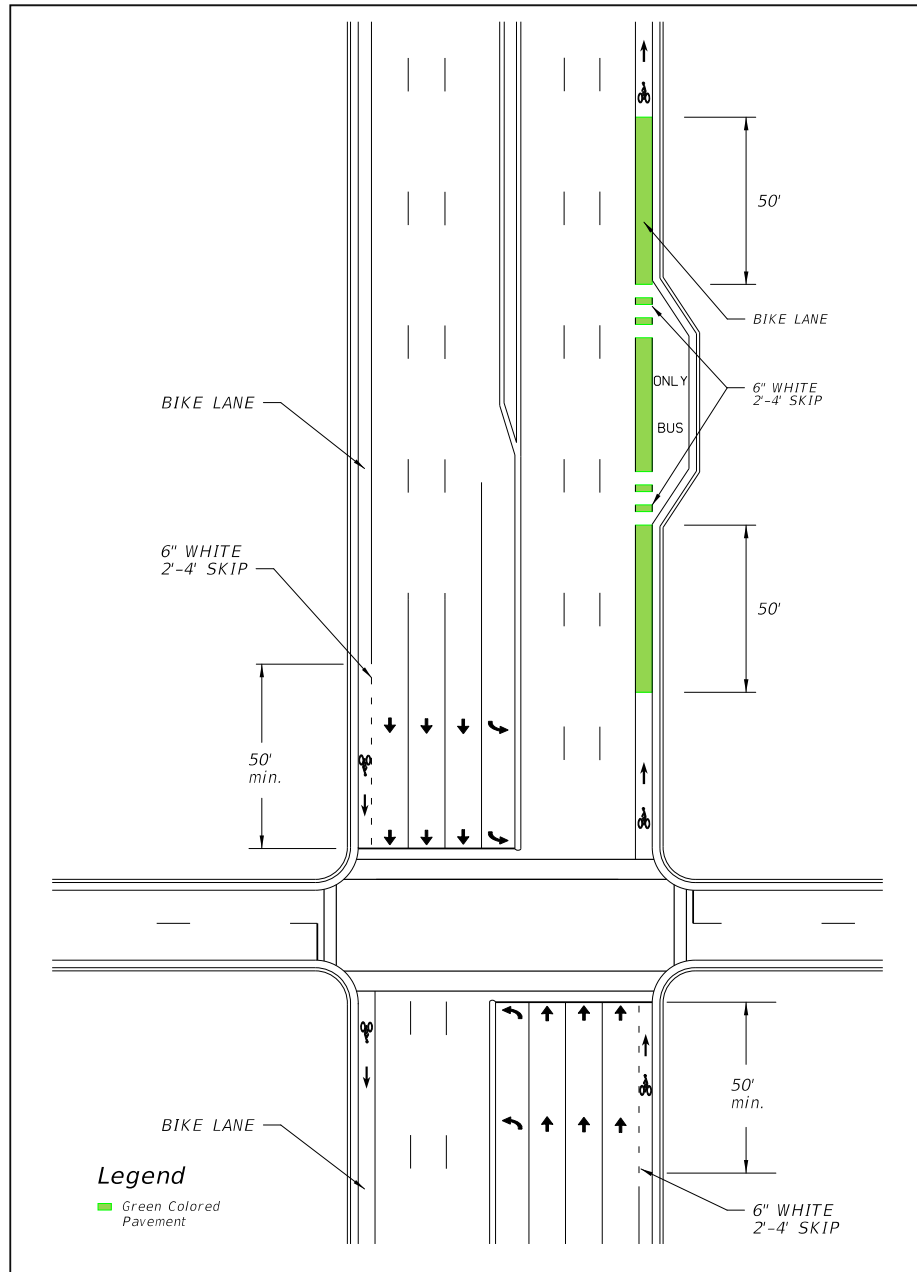 50'
BIKE LANE
ONLY
6" WHITE
2'-4' SKIP
BIKE LANE
BUS
6" WHITE
2'-4' SKIP
50'
50'
min.
50'
min.
BIKE LANE
Legend
Green Colored
Pavement
6" WHITE
2'-4' SKIP